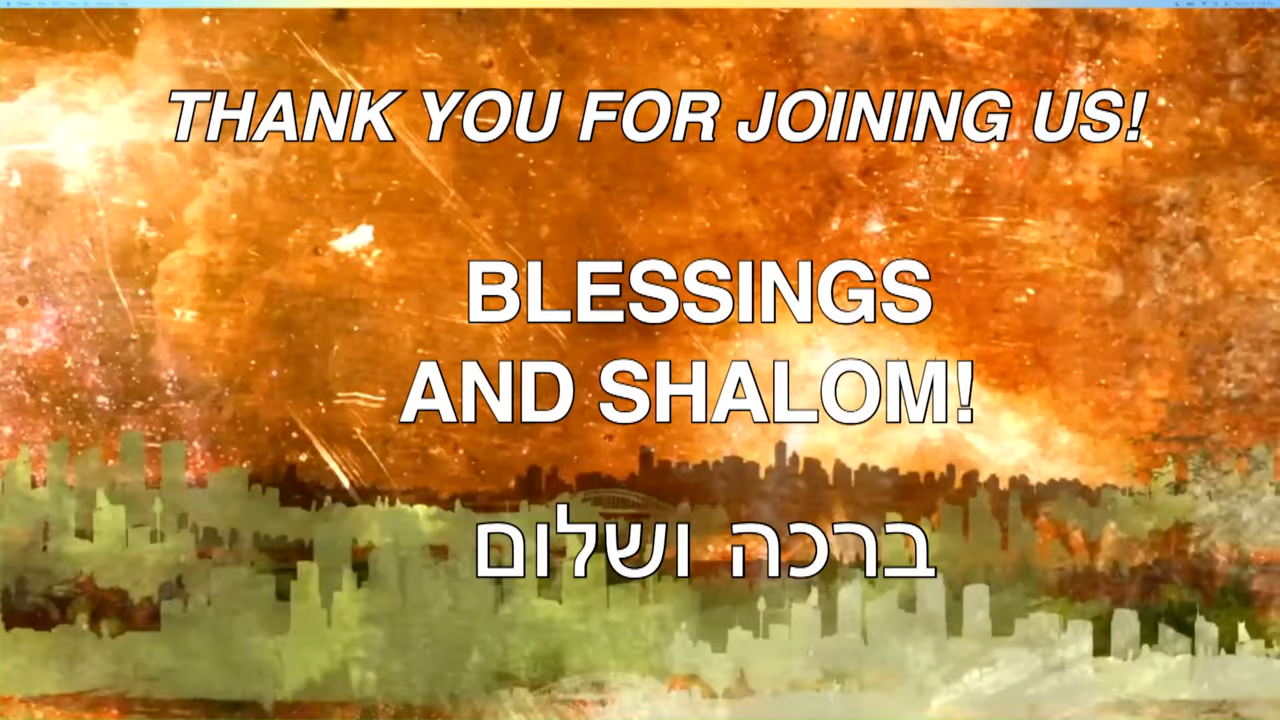 THANK YOU FOR JOINING US!
BLESSINGS
AND SHALOM!
ברכה ושלום